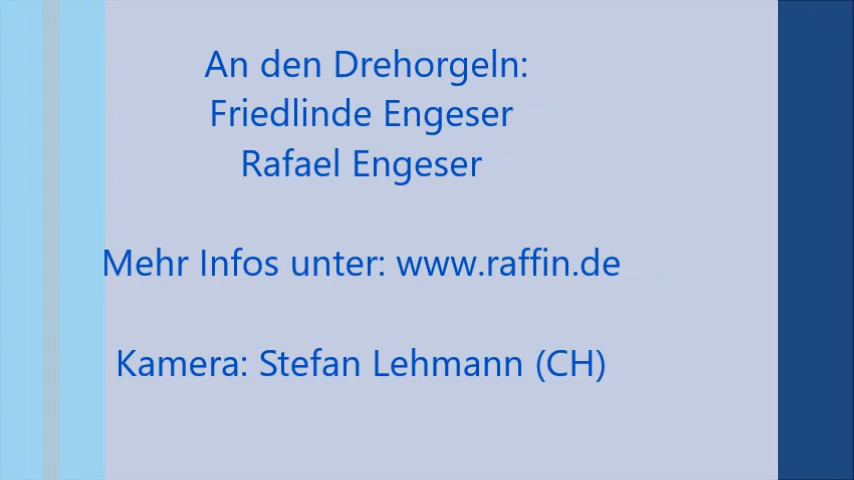 An den Drehorgeln:
Friedlinde Engeser
Rafael Engeser
Mehr Infos unter: www.raffin.de
Kamera: Stefan Lehmann (CH)